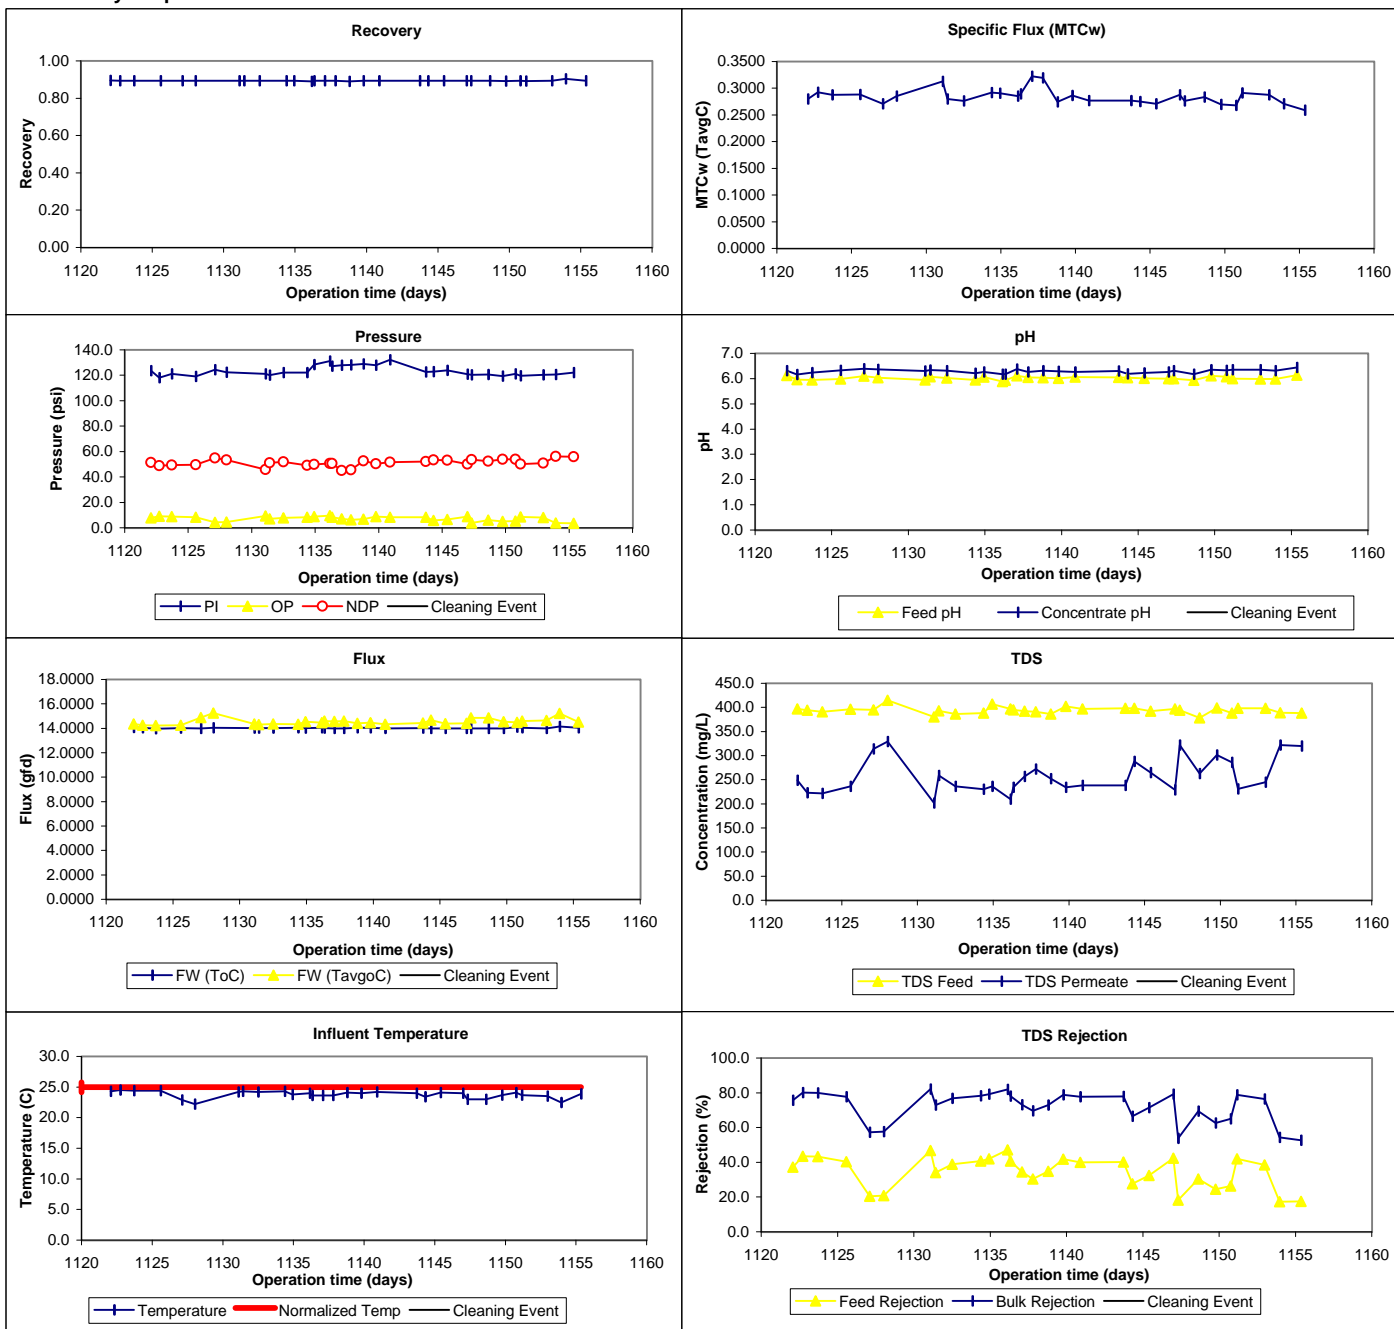 Recovery
1.00
0.80
0.60
0.40
0.20
0.00
Recovery
1120 1125 1130 1135 1140 1145 1150 1155 1160
Operation time (days)
Specific Flux (MTCw)
0.3500
0.3000
0.2500
0.2000
0.1500
0.1000
0.0500
0.0000
MTCw (TavgC)
1120 1125 1130 1135 1140 1145 1150 1155 1160
Operation time (days)
Pressure
140.0
120.0
100.0
80.0
60.0
40.0
20.0
0.0
Pressure (psi)
1120 1125 1130 1135 1140 1145 1150 1155 1160
Operation time (days)
PI OP NDP Cleaning Event
pH
7.0
6.0
5.0
4.0
3.0
2.0
1.0
0.0
pH
1120 1125 1130 1135 1140 1145 1150 1155 1160
Operation time (days)
Feed pH Concentrate pH Cleaning Event
Flux
18.0000
16.0000
14.0000
12.0000
10.0000
8.0000
6.0000
4.0000
2.0000
0.0000
Flux (gfd)
1120 1125 1130 1135 1140 1145 1150 1155 1160
Operation time (days)
FW (ToC) FW (TavgoC) Cleaning Event
TDS
450.0
400.0
350.0
300.0
250.0
200.0
150.0
100.0
50.0
0.0
Concentration (mg/L)
1120 1125 1130 1135 1140 1145 1150 1155 1160
Operation time (days)
TDS Feed TDS Permeate Cleaning Event
Influent Temperature
30.0
25.0
20.0
15.0
10.0
5.0
0.0
Temperature (C)
1120 1125 1130 1135 1140 1145 1150 1155 1160
Operation time (days)
Temperature Normalized Temp Cleaning Event
TDS Rejection
100.0
80.0
60.0
40.0
20.0
0.0
Rejection (%)
1120 1125 1130 1135 1140 1145 1150 1155 1160
Operation time (days)
Feed Rejection Bulk Rejection Cleaning Event